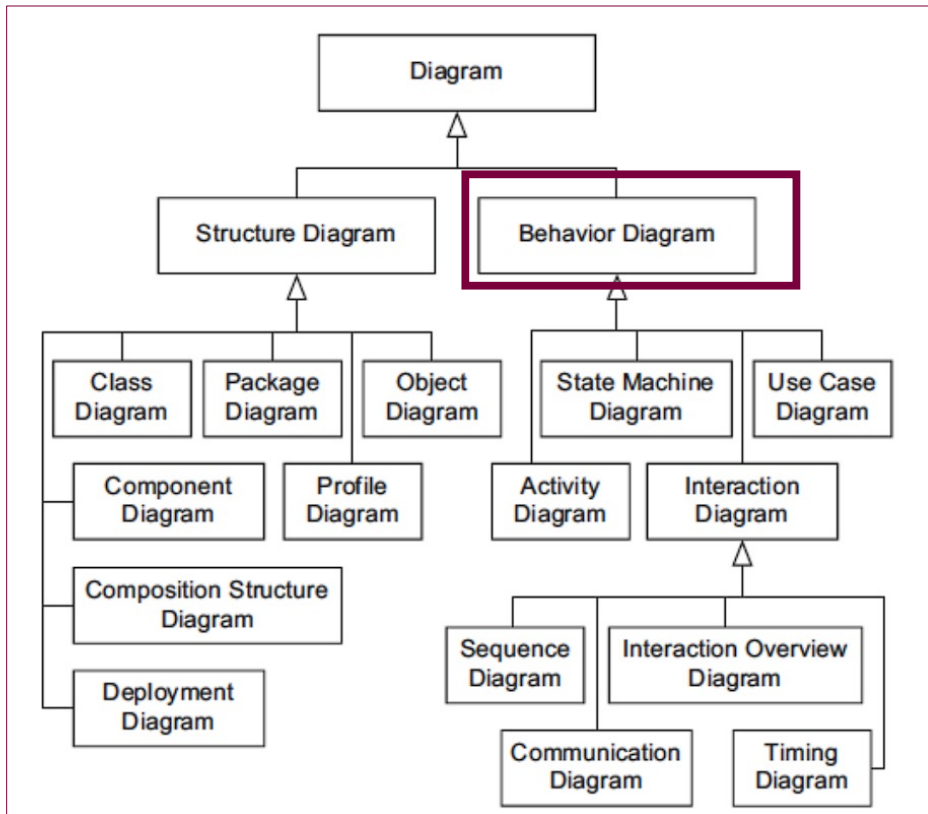 Diagram
Structure Diagram
Behavior Diagram
Class
Diagram
Package
Diagram
Object
Diagram
State Machine
Diagram
Use Case
Diagram
Component
Diagram
Profile
Diagram
Activity
Diagram
Interaction
Diagram
Composition Structure
Diagram
Sequence
Diagram
Interaction Overview
Diagram
Deployment
Diagram
Communication
Diagram
Timing
Diagram